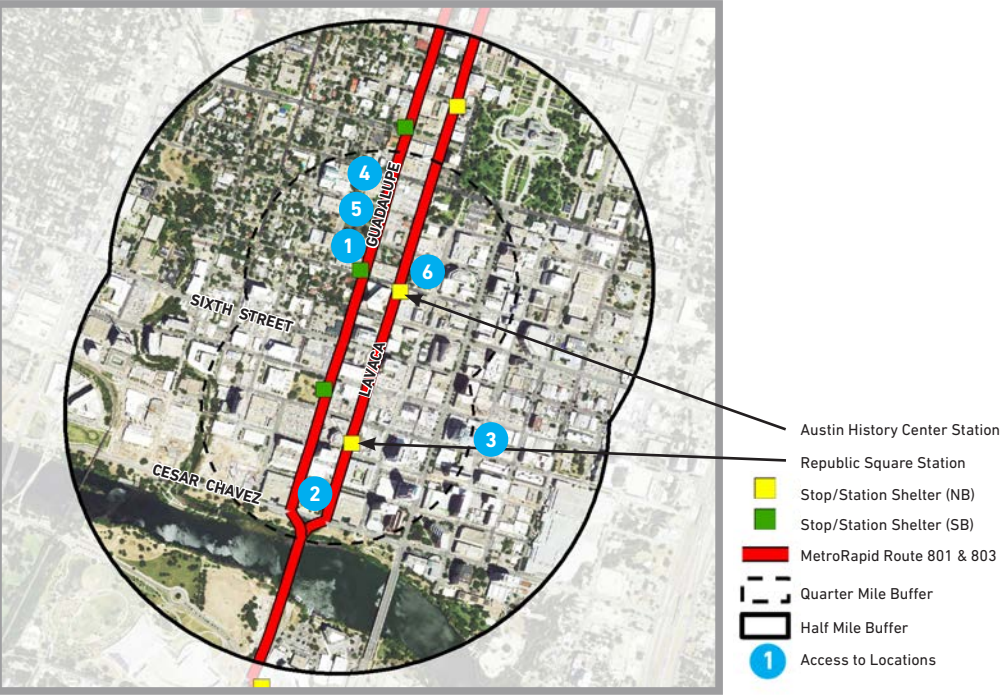 4
GUADALUPE
5
1
6
SIXTH STREET
LAVACA
3
CESAR CHAVEZ
2
Austin History Center Station
Republic Square Station
Stop/Station Shelter (NB)
Stop/Station Shelter (SB)
MetroRapid Route 801 & 803
Quarter Mile Buffer
Half Mile Buffer
1 Access to Locations